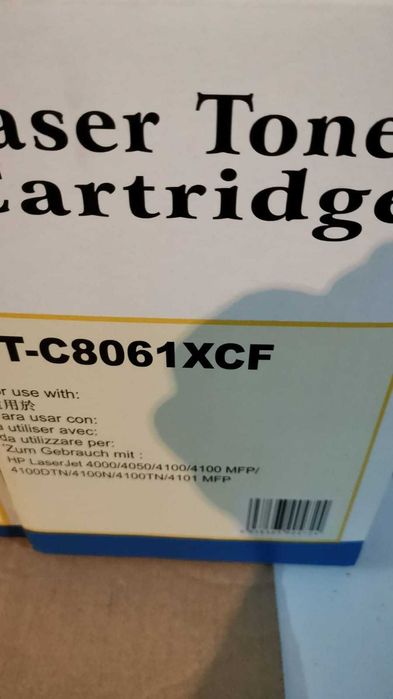 aser Tone
Cartridge
T-C8061XCF
or use with:
用於
ara usar con:
utiliser avec:
da utilizzare per:
'Zum Gebrauch mit :
HP LaserJet 4000/4050/4100/4100 MFP/
4100DTN/4100N/4100TN/4101 MFP